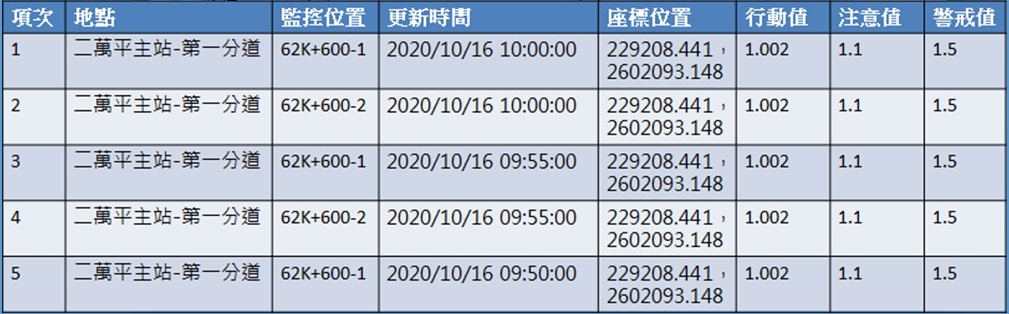 項次 地點 監控位置 更新時間 座標位置 行動值 注意值 警戒值
1 二萬平主站-第一分道 62K+600-1 2020/10/16 10:00:00 229208.441， 1.002 1.1 1.5
2602093.148
2 二萬平主站-第一分道 62K+600-2 2020/10/16 10:00:00 229208.441， 1.002 1.1 1.5
2602093.148
3 二萬平主站-第一分道 62K+600-1 2020/10/16 09:55:00 229208.441， 1.002 1.1 1.5
2602093.148
4 二萬平主站-第一分道 62K+600-2 2020/10/16 09:55:00 229208.441， 1.002 1.1 1.5
2602093.148
5 二萬平主站-第一分道 62K+600-1 2020/10/16 09:50:00 229208.441， 1.002 1.1 1.5
2602093.148